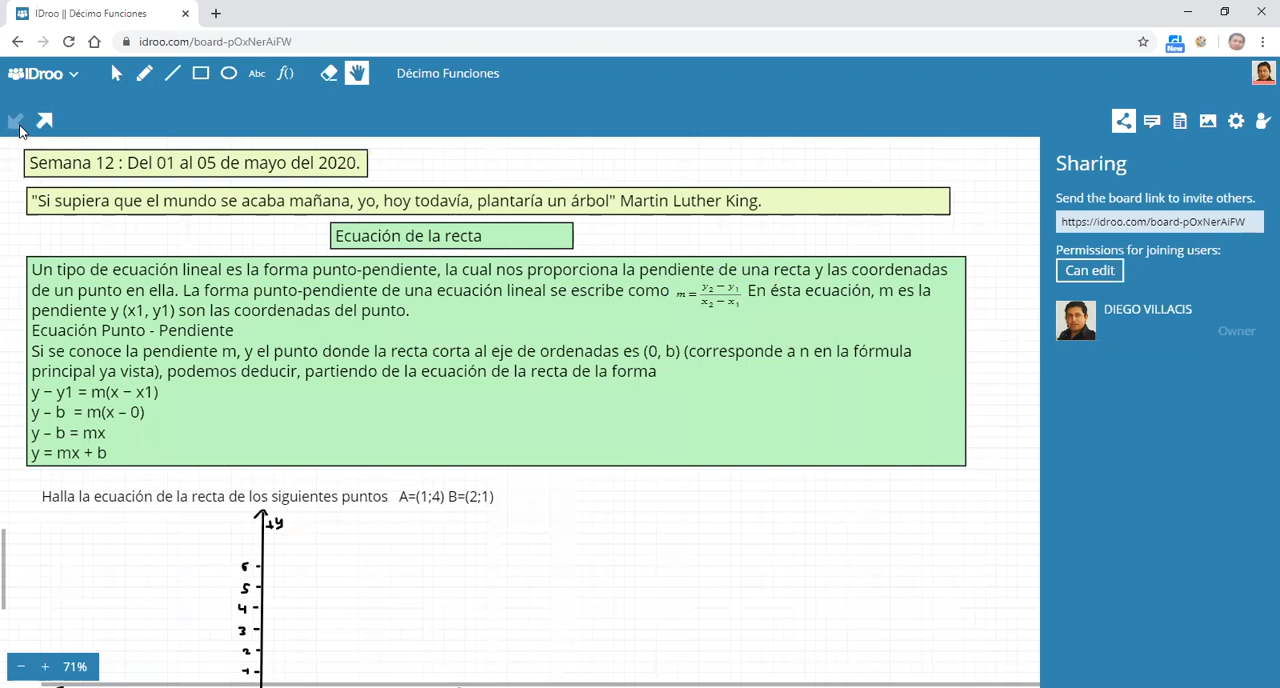 IDroo || Décimo Funciones
idroo.com/board-pOxNerAiFW
New
IDroo
Abc
f()
Décimo Funciones
Semana 12 : Del 01 al 05 de mayo del 2020.
"Si supiera que el mundo se acaba mañana, yo, hoy todavía, plantaría un árbol" Martin Luther King.
Ecuación de la recta
Un tipo de ecuación lineal es la forma punto-pendiente, la cual nos proporciona la pendiente de una recta y las coordenadas
de un punto en ella. La forma punto-pendiente de una ecuación lineal se escribe como m = (y₂ − y₁)/(x₂ − x₁) En ésta ecuación, m es la
pendiente y (x1, y1) son las coordenadas del punto.
Ecuación Punto - Pendiente
Si se conoce la pendiente m, y el punto donde la recta corta al eje de ordenadas es (0, b) (corresponde a n en la fórmula
principal ya vista), podemos deducir, partiendo de la ecuación de la recta de la forma
y − y1 = m(x − x1)
y – b  = m(x – 0)
y – b = mx
y = mx + b
Halla la ecuación de la recta de los siguientes puntos   A=(1;4) B=(2;1)
+y
6
5
4
3
2
1
− + 71%
Sharing
Send the board link to invite others.
https://idroo.com/board-pOxNerAiFW
Permissions for joining users:
Can edit
DIEGO VILLACIS
Owner